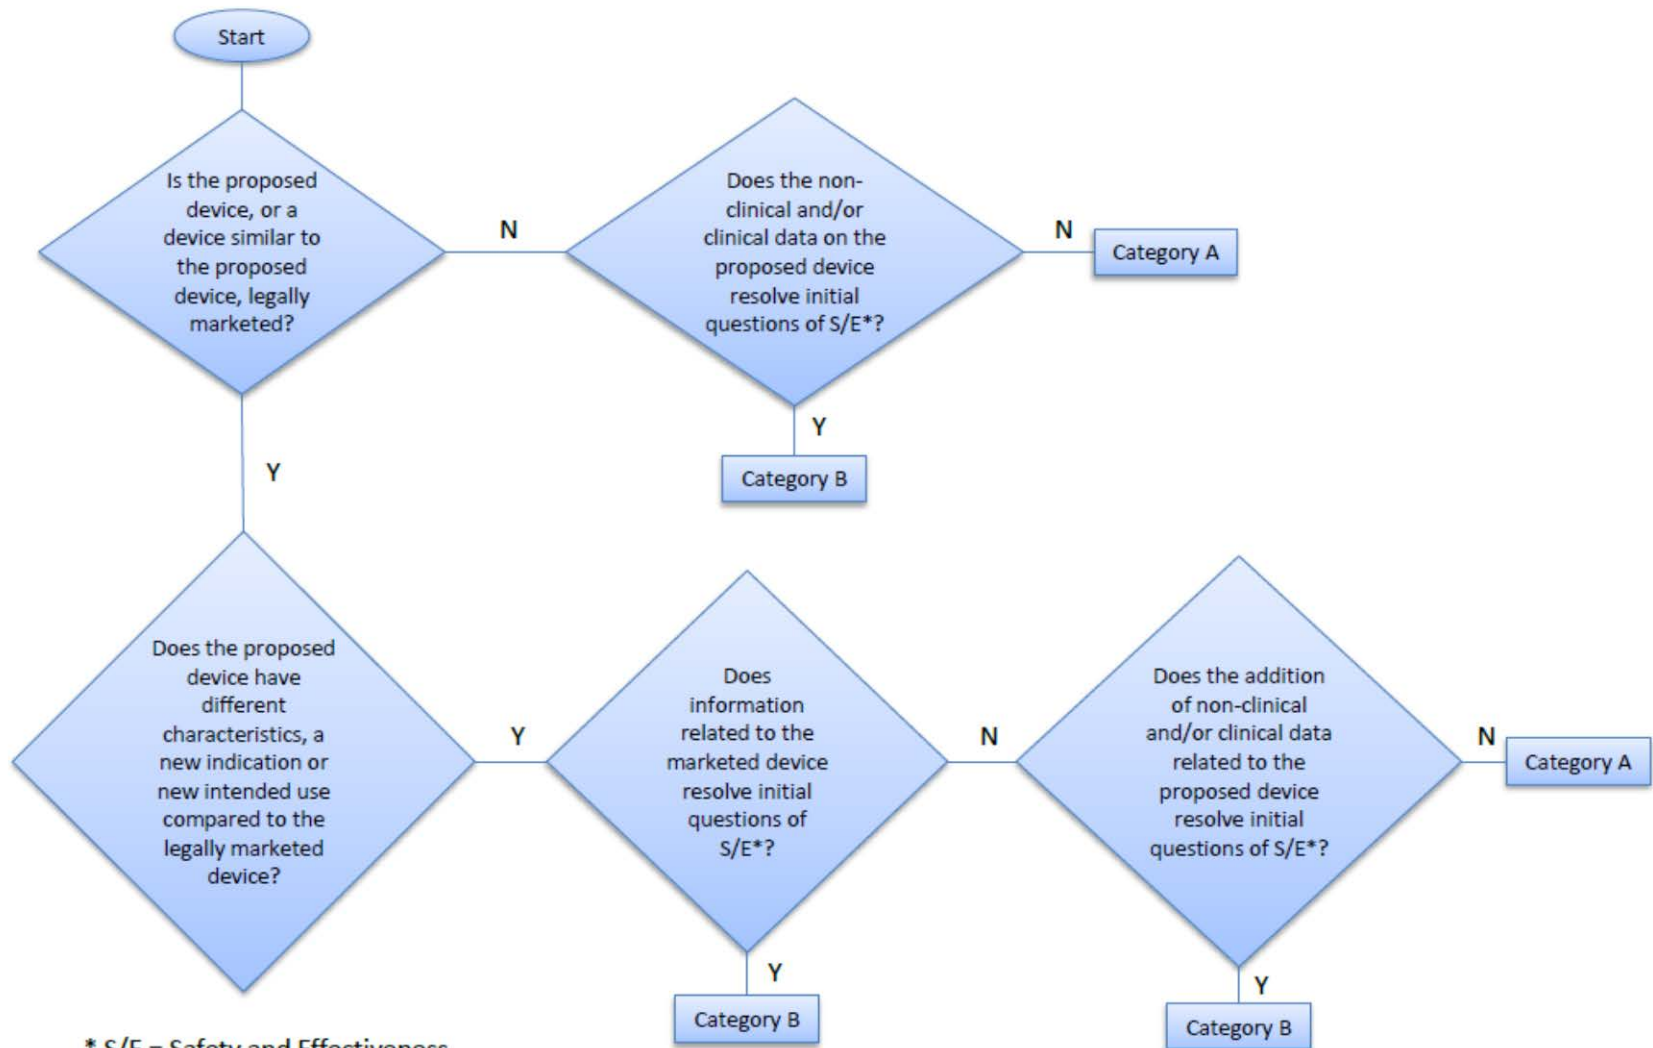 Start
Is the proposed
device, or a
device similar to
the proposed
device, legally
marketed?
N
Does the non-
clinical and/or
clinical data on the
proposed device
resolve initial
questions of S/E*?
N
Category A
Y
Category B
Y
Does the proposed
device have
different
characteristics, a
new indication or
new intended use
compared to the
legally marketed
device?
Y
Does
information
related to the
marketed device
resolve initial
questions of
S/E*?
N
Does the addition
of non-clinical
and/or clinical data
related to the
proposed device
resolve initial
questions of S/E*?
N
Category A
Y
Category B
Y
Category B
* S/E = Safety and Effectiveness